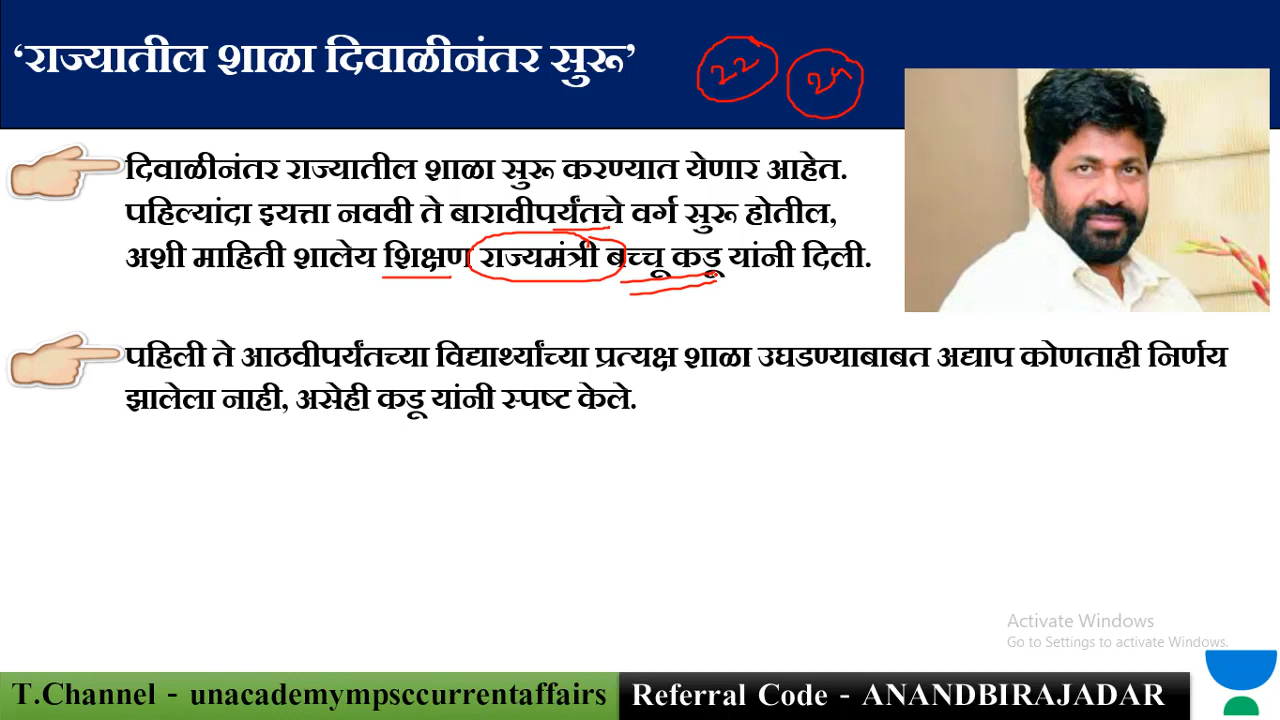 ‘राज्यातील शाळा दिवाळीनंतर सुरू’
२२ २५
दिवाळीनंतर राज्यातील शाळा सुरू करण्यात येणार आहेत.
पहिल्यांदा इयत्ता नववी ते बारावीपर्यंतचे वर्ग सुरू होतील,
अशी माहिती शालेय शिक्षण राज्यमंत्री बच्चू कडू यांनी दिली.
पहिली ते आठवीपर्यंतच्या विद्यार्थ्यांच्या प्रत्यक्ष शाळा उघडण्याबाबत अद्याप कोणताही निर्णय
झालेला नाही, असेही कडू यांनी स्पष्ट केले.
Activate Windows
Go to Settings to activate Windows.
T.Channel - unacademympsccurrentaffairs Referral Code - ANANDBIRAJADAR